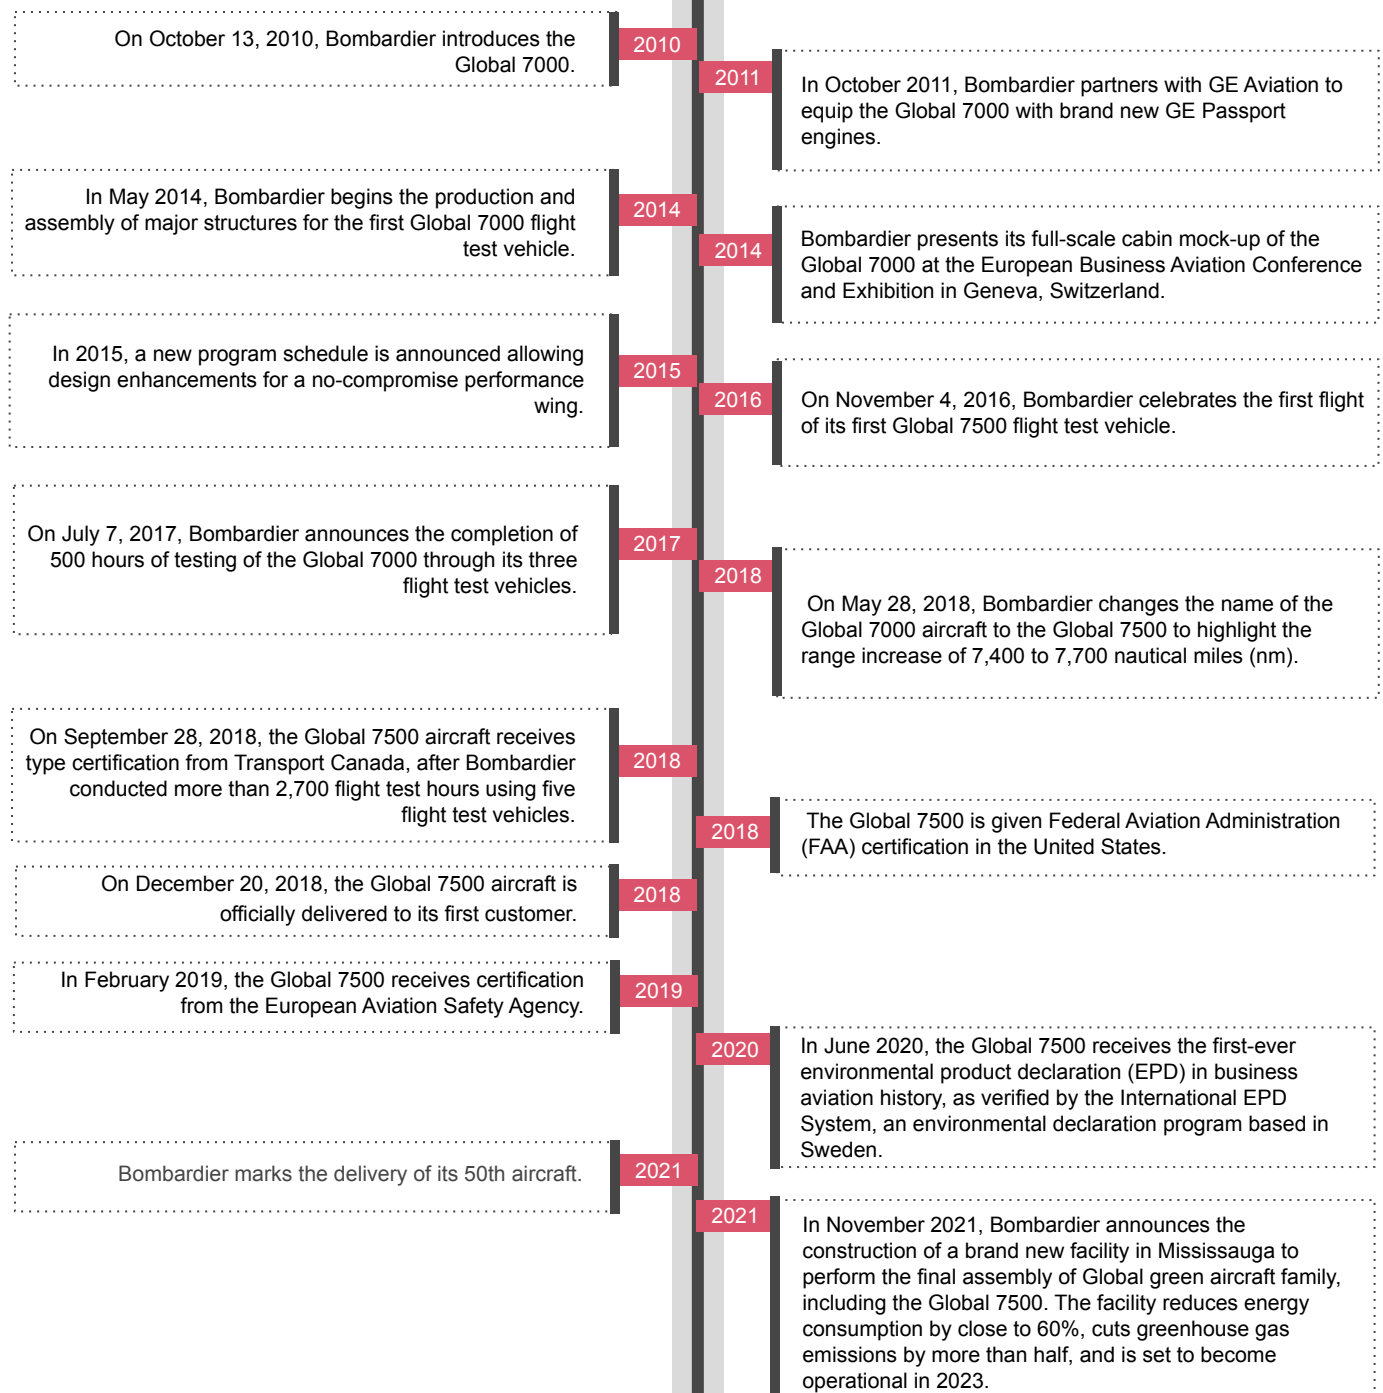 On October 13, 2010, Bombardier introduces the
Global 7000.
2010
2011
In October 2011, Bombardier partners with GE Aviation to
equip the Global 7000 with brand new GE Passport
engines.
In May 2014, Bombardier begins the production and
assembly of major structures for the first Global 7000 flight
test vehicle.
2014
2014
Bombardier presents its full-scale cabin mock-up of the
Global 7000 at the European Business Aviation Conference
and Exhibition in Geneva, Switzerland.
In 2015, a new program schedule is announced allowing
design enhancements for a no-compromise performance
wing.
2015
2016
On November 4, 2016, Bombardier celebrates the first flight
of its first Global 7500 flight test vehicle.
On July 7, 2017, Bombardier announces the completion of
500 hours of testing of the Global 7000 through its three
flight test vehicles.
2017
2018
On May 28, 2018, Bombardier changes the name of the
Global 7000 aircraft to the Global 7500 to highlight the
range increase of 7,400 to 7,700 nautical miles (nm).
On September 28, 2018, the Global 7500 aircraft receives
type certification from Transport Canada, after Bombardier
conducted more than 2,700 flight test hours using five
flight test vehicles.
2018
2018
The Global 7500 is given Federal Aviation Administration
(FAA) certification in the United States.
On December 20, 2018, the Global 7500 aircraft is
officially delivered to its first customer.
2018
In February 2019, the Global 7500 receives certification
from the European Aviation Safety Agency.
2019
2020
In June 2020, the Global 7500 receives the first-ever
environmental product declaration (EPD) in business
aviation history, as verified by the International EPD
System, an environmental declaration program based in
Sweden.
Bombardier marks the delivery of its 50th aircraft.
2021
2021
In November 2021, Bombardier announces the
construction of a brand new facility in Mississauga to
perform the final assembly of Global green aircraft family,
including the Global 7500. The facility reduces energy
consumption by close to 60%, cuts greenhouse gas
emissions by more than half, and is set to become
operational in 2023.